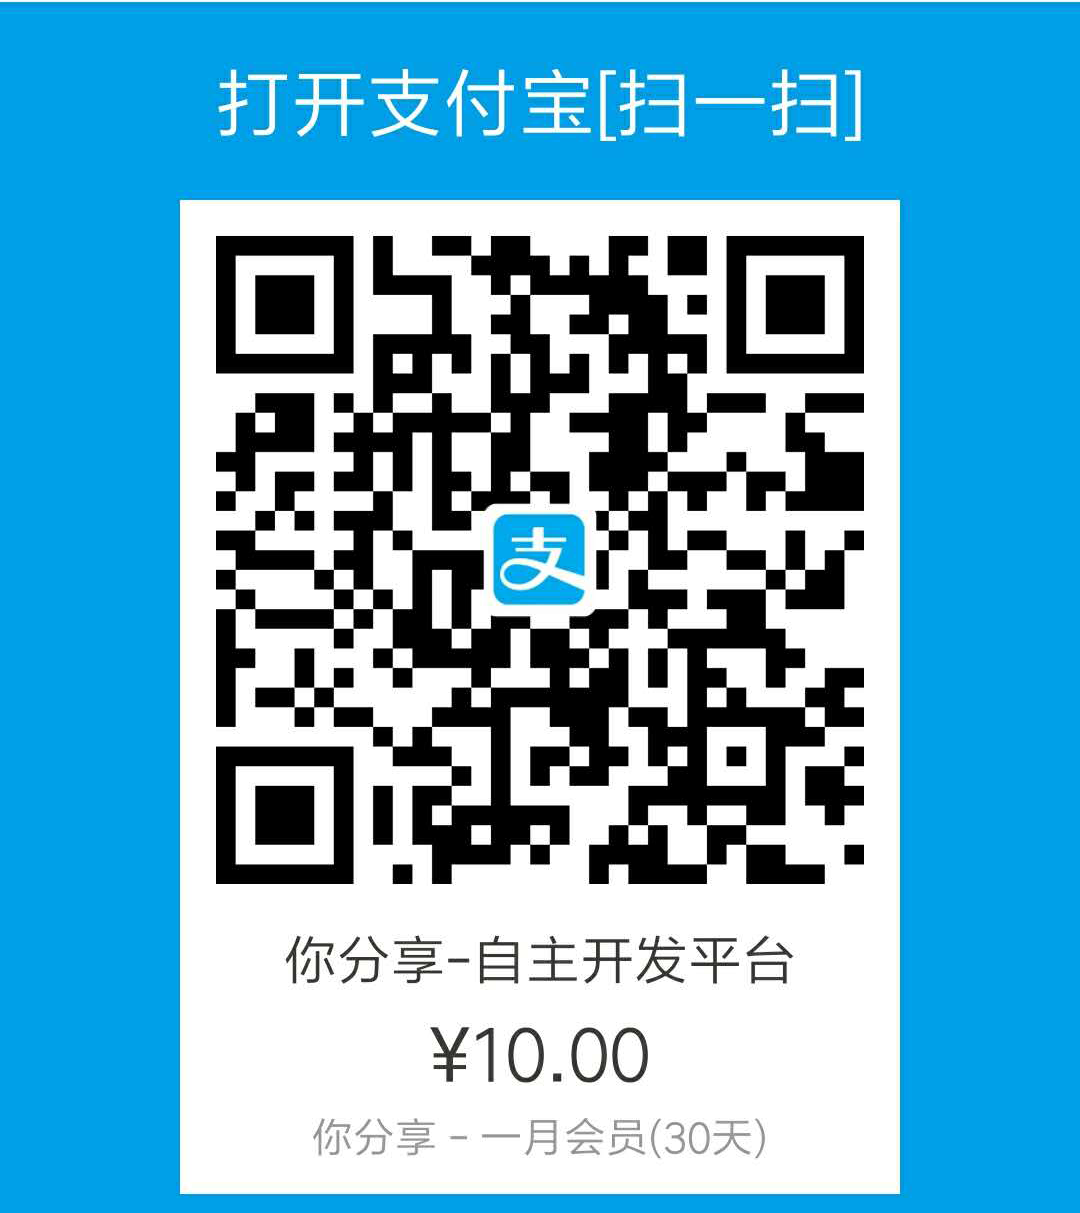 打开支付宝[扫一扫]
支
你分享-自主开发平台
¥10.00
你分享 - 一月会员(30天)